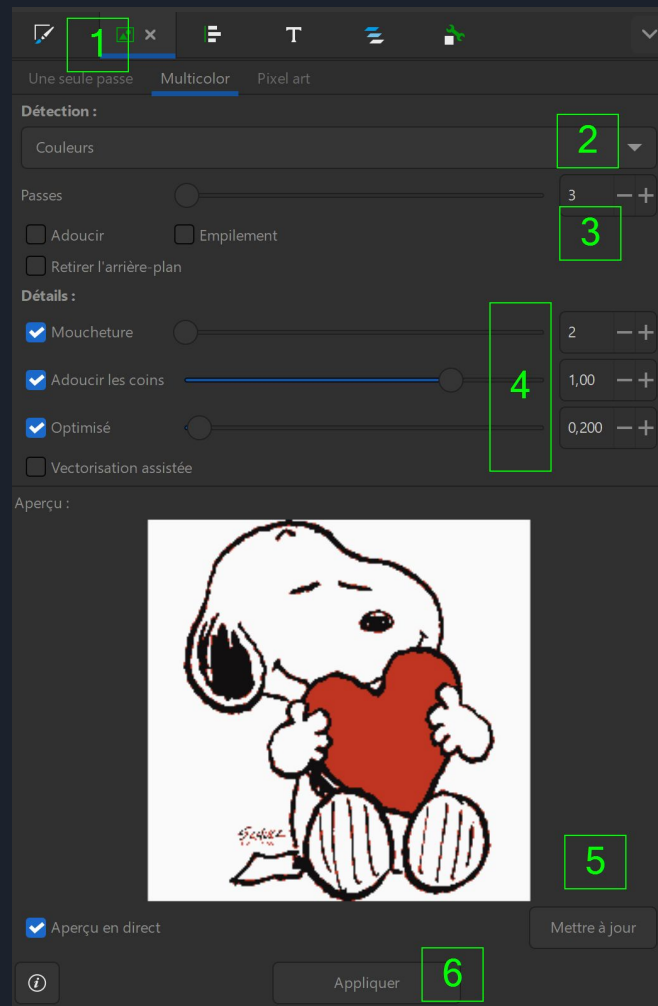 1
T
Une seule passe Multicolor Pixel art
Détection :
Couleurs 2
Passes 3
3
Adoucir Empilement
Retirer l'arrière-plan
Détails :
Moucheture 2
Adoucir les coins 4 1,00
Optimisé 0,200
Vectorisation assistée
Aperçu :
5
Aperçu en direct Mettre à jour
Appliquer 6